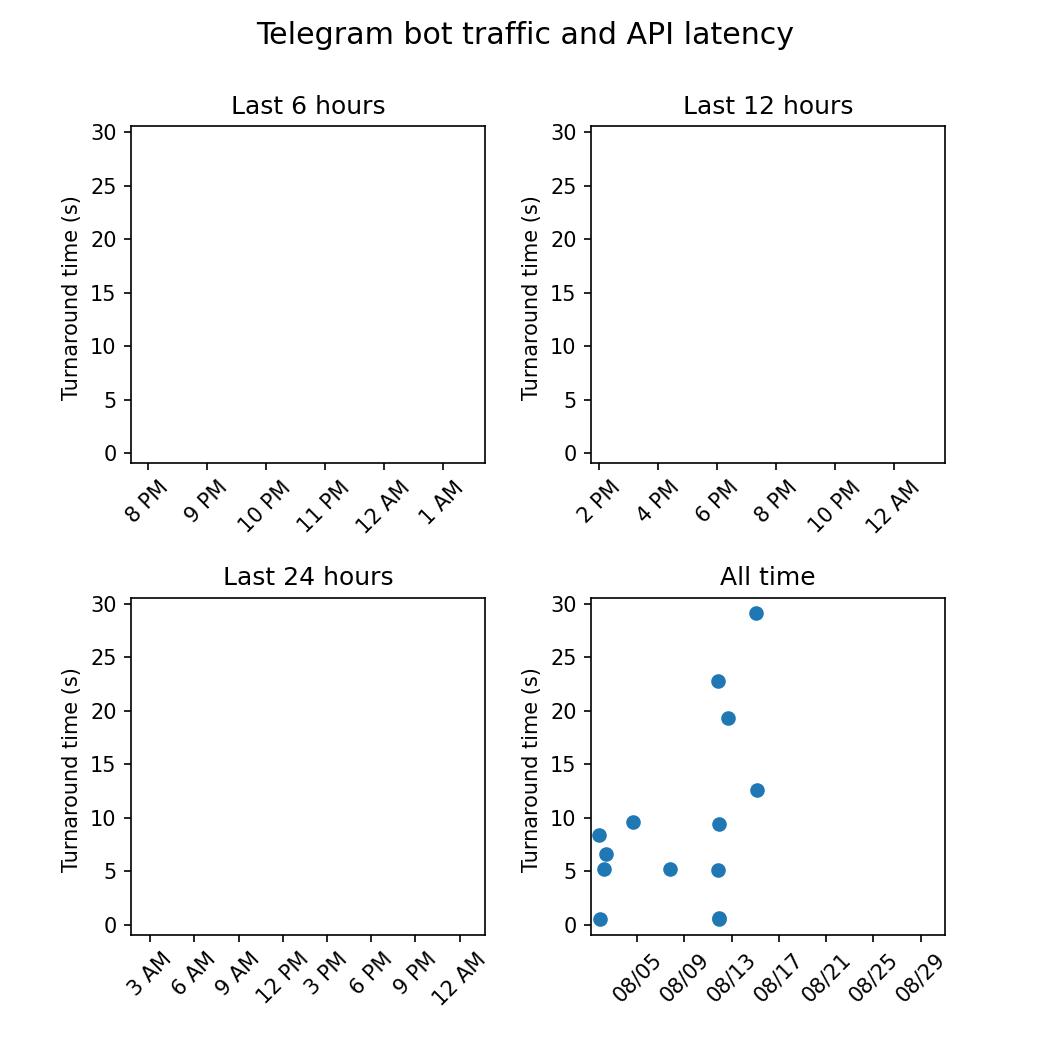 Telegram bot traffic and API latency
Last 6 hours
30
25
20
15
10
5
0
Turnaround time (s)
8 PM
9 PM
10 PM
11 PM
12 AM
1 AM
Last 12 hours
30
25
20
15
10
5
0
Turnaround time (s)
2 PM
4 PM
6 PM
8 PM
10 PM
12 AM
Last 24 hours
30
25
20
15
10
5
0
Turnaround time (s)
3 AM
6 AM
9 AM
12 PM
3 PM
6 PM
9 PM
12 AM
All time
30
25
20
15
10
5
0
Turnaround time (s)
08/05
08/09
08/13
08/17
08/21
08/25
08/29